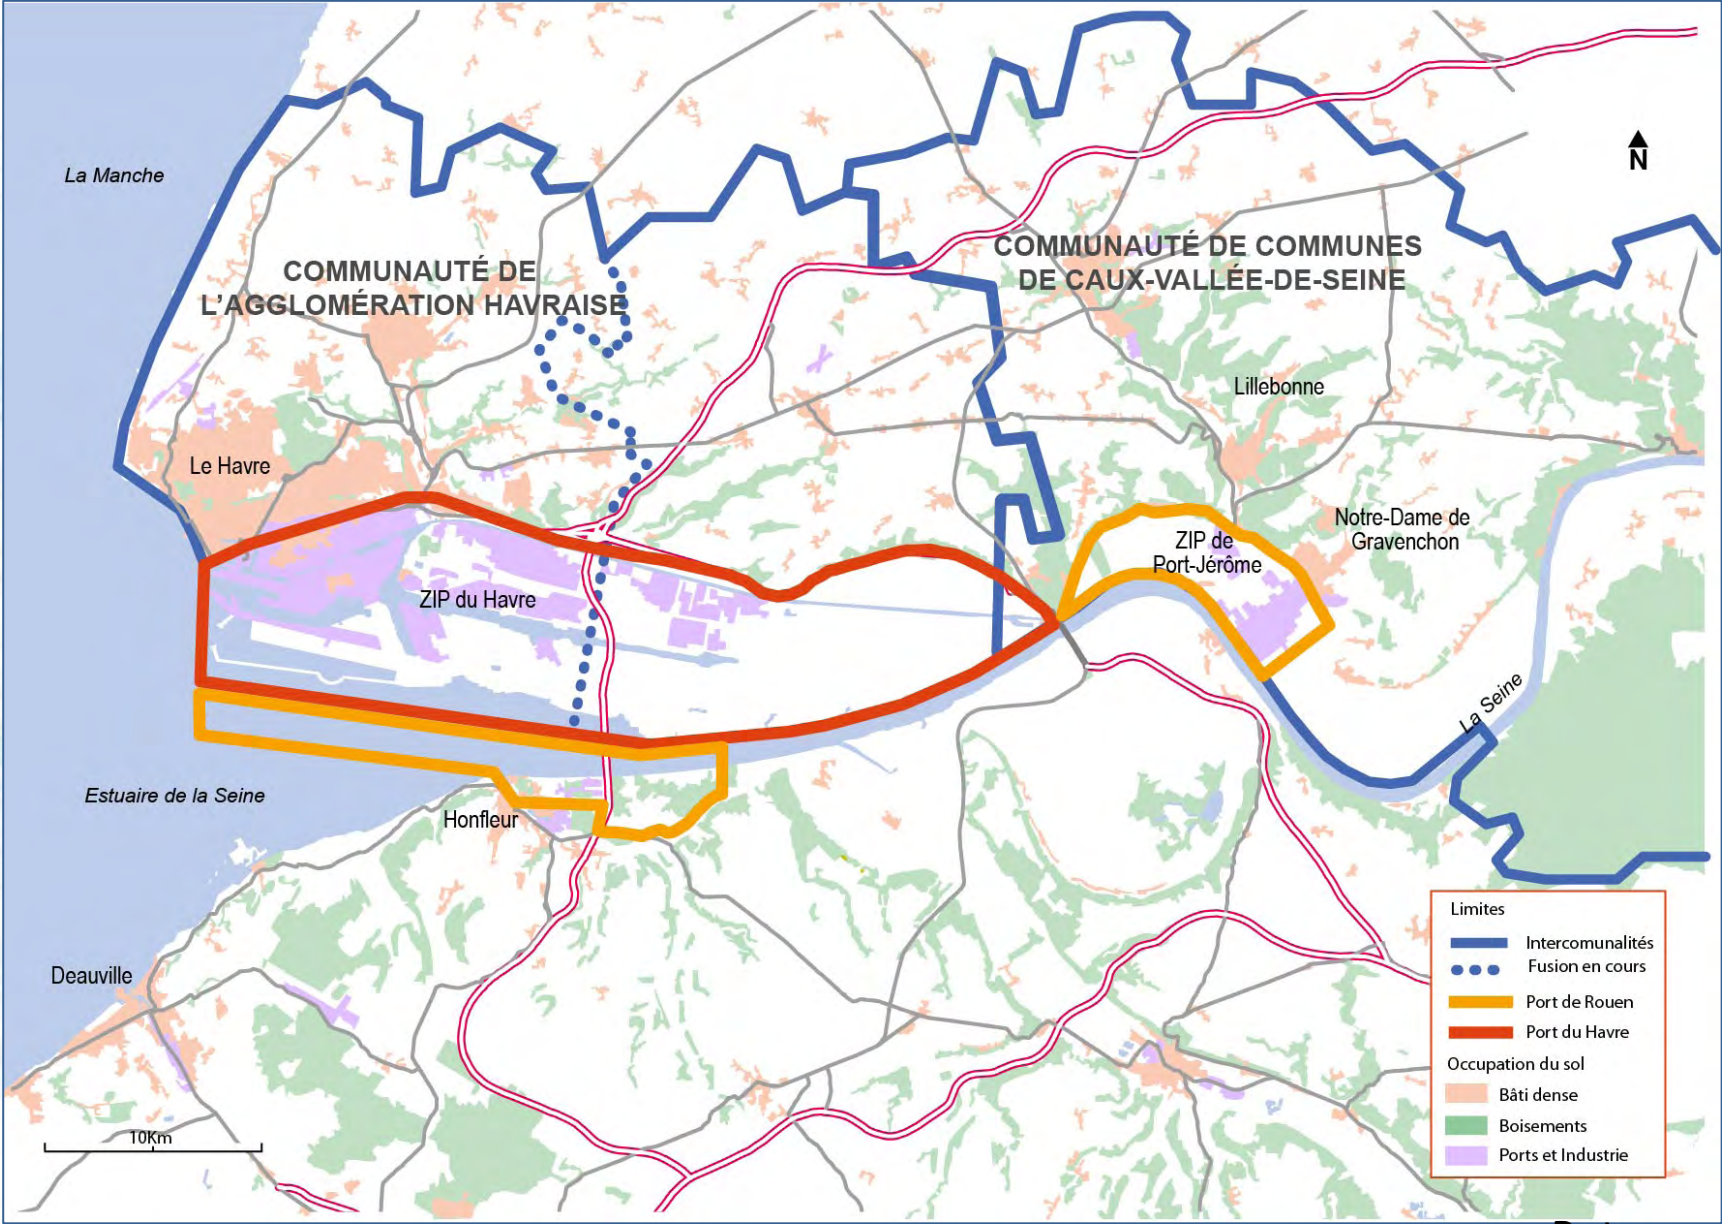 La Manche
N
COMMUNAUTÉ DE
L'AGGLOMÉRATION HAVRAISE
COMMUNAUTÉ DE COMMUNES
DE CAUX-VALLÉE-DE-SEINE
Lillebonne
Le Havre
Notre-Dame de
Gravenchon
ZIP de
Port-Jérôme
ZIP du Havre
La Seine
Estuaire de la Seine
Honfleur
Deauville
10Km
Limites
Intercomunalités
Fusion en cours
Port de Rouen
Port du Havre
Occupation du sol
Bâti dense
Boisements
Ports et Industrie